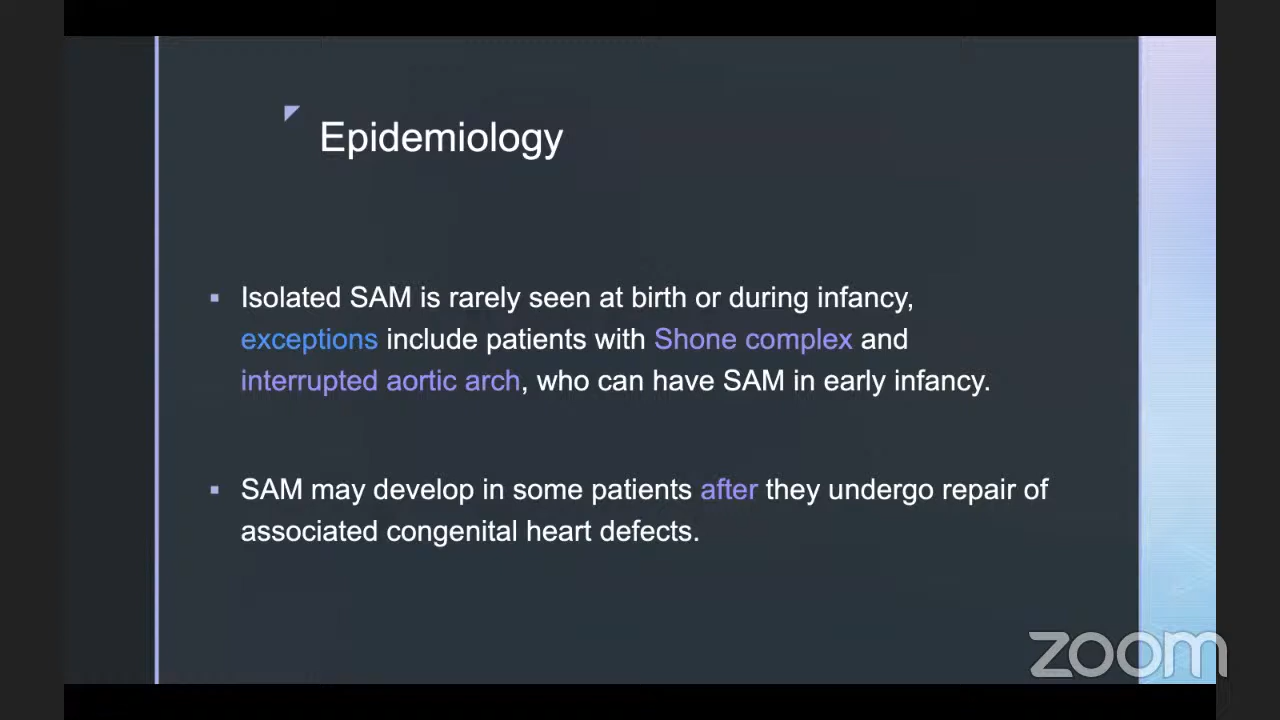 Epidemiology
▪ Isolated SAM is rarely seen at birth or during infancy,
exceptions include patients with Shone complex and
interrupted aortic arch, who can have SAM in early infancy.
▪ SAM may develop in some patients after they undergo repair of
associated congenital heart defects.
zoom